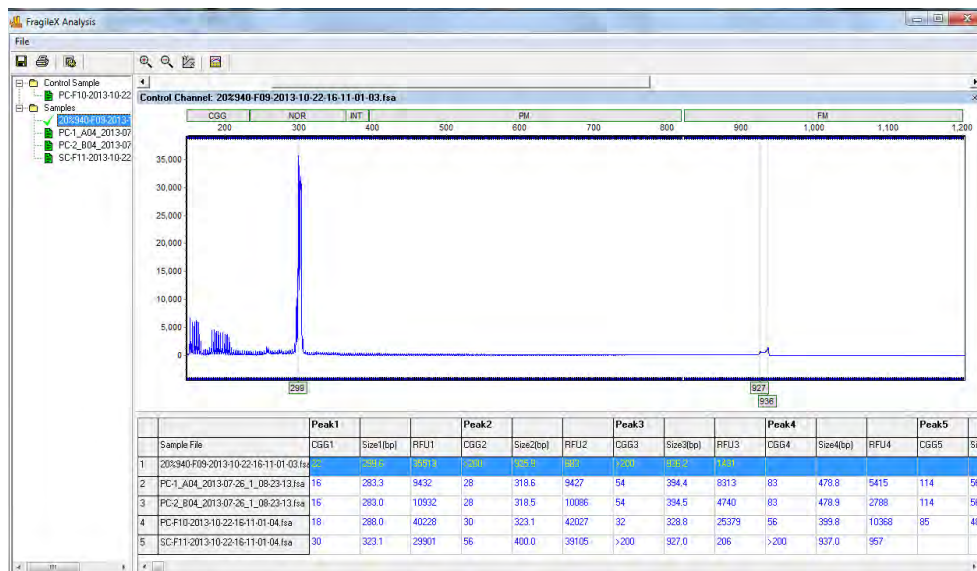 FragileX Analysis
File
Control Sample
PC-F10-2013-10-22
Samples
20%940-F09-2013-
PC-1_A04_2013-07
PC-2_B04_2013-07
SC-F11-2013-10-22
Control Channel: 20%940-F09-2013-10-22-16-11-01-03.fsa
CGG NOR INT PM FM
200 300 400 500 600 700 800 900 1,000 1,100 1,200
35,000
30,000
25,000
20,000
15,000
10,000
5,000
0
299 927
936
Peak1 Peak2 Peak3 Peak4 Peak5
Sample File CGG1 Size1(bp) RFU1 CGG2 Size2(bp) RFU2 CGG3 Size3(bp) RFU3 CGG4 Size4(bp) RFU4 CGG5
1 20%940-F09-2013-10-22-16-11-01-03.fsa 22 299.6 35513 >200 >200 936.2 1431
2 PC-1_A04_2013-07-26_1_08-23-13.fsa 16 283.3 9432 28 318.6 9427 54 394.4 8313 83 478.8 5415 114
3 PC-2_B04_2013-07-26_1_08-23-13.fsa 16 283.0 10932 28 318.5 10086 54 394.5 4740 83 478.9 2788 114
4 PC-F10-2013-10-22-16-11-01-04.fsa 18 288.0 40228 30 323.1 42027 32 328.8 25379 56 399.8 10368 85
5 SC-F11-2013-10-22-16-11-01-04.fsa 30 323.1 29901 56 400.0 39105 >200 927.0 206 >200 937.0 957